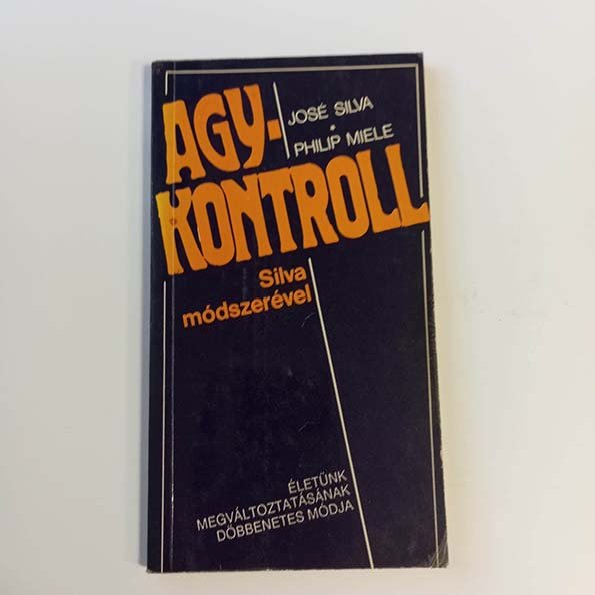 AGY-
JOSÉ SILVA
*
PHILIP MIELE
KONTROLL
Silva
módszerével
ÉLETÜNK
MEGVÁLTOZTATÁSÁNAK
DÖBBENETES MÓDJA